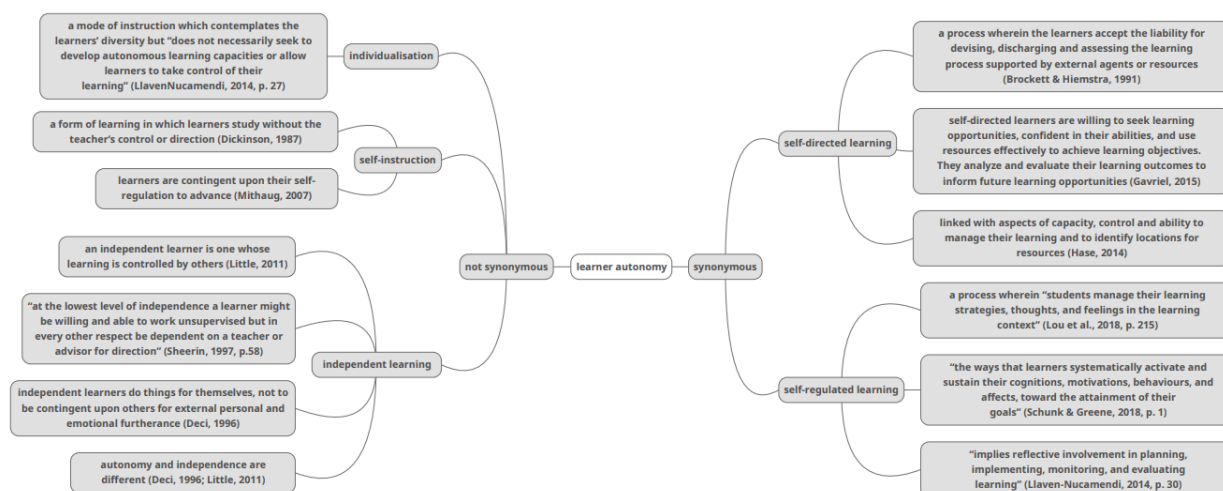 a mode of instruction which contemplates the
learners' diversity but "does not necessarily seek to
develop autonomous learning capacities or allow
learners to take control of their
learning" (LlavenNucamendi, 2014, p. 27)
individualisation
a form of learning in which learners study without the
teacher's control or direction (Dickinson, 1987)
self-instruction
learners are contingent upon their self-
regulation to advance (Mithaug, 2007)
an independent learner is one whose
learning is controlled by others (Little, 2011)
"at the lowest level of independence a learner might
be willing and able to work unsupervised but in
every other respect be dependent on a teacher or
advisor for direction" (Sheerin, 1997, p.58)
independent learning
independent learners do things for themselves, not to
be contingent upon others for external personal and
emotional furtherance (Deci, 1996)
autonomy and independence are
different (Deci, 1996; Little, 2011)
not synonymous
learner autonomy
synonymous
self-directed learning
a process wherein the learners accept the liability for
devising, discharging and assessing the learning
process supported by external agents or resources
(Brockett & Hiemstra, 1991)
self-directed learners are willing to seek learning
opportunities, confident in their abilities, and use
resources effectively to achieve learning objectives.
They analyze and evaluate their learning outcomes to
inform future learning opportunities (Gavriel, 2015)
linked with aspects of capacity, control and ability to
manage their learning and to identify locations for
resources (Hase, 2014)
self-regulated learning
a process wherein "students manage their learning
strategies, thoughts, and feelings in the learning
context" (Lou et al., 2018, p. 215)
"the ways that learners systematically activate and
sustain their cognitions, motivations, behaviours, and
affects, toward the attainment of their
goals" (Schunk & Greene, 2018, p. 1)
"implies reflective involvement in planning,
implementing, monitoring, and evaluating
learning" (Llaven-Nucamendi, 2014, p. 30)